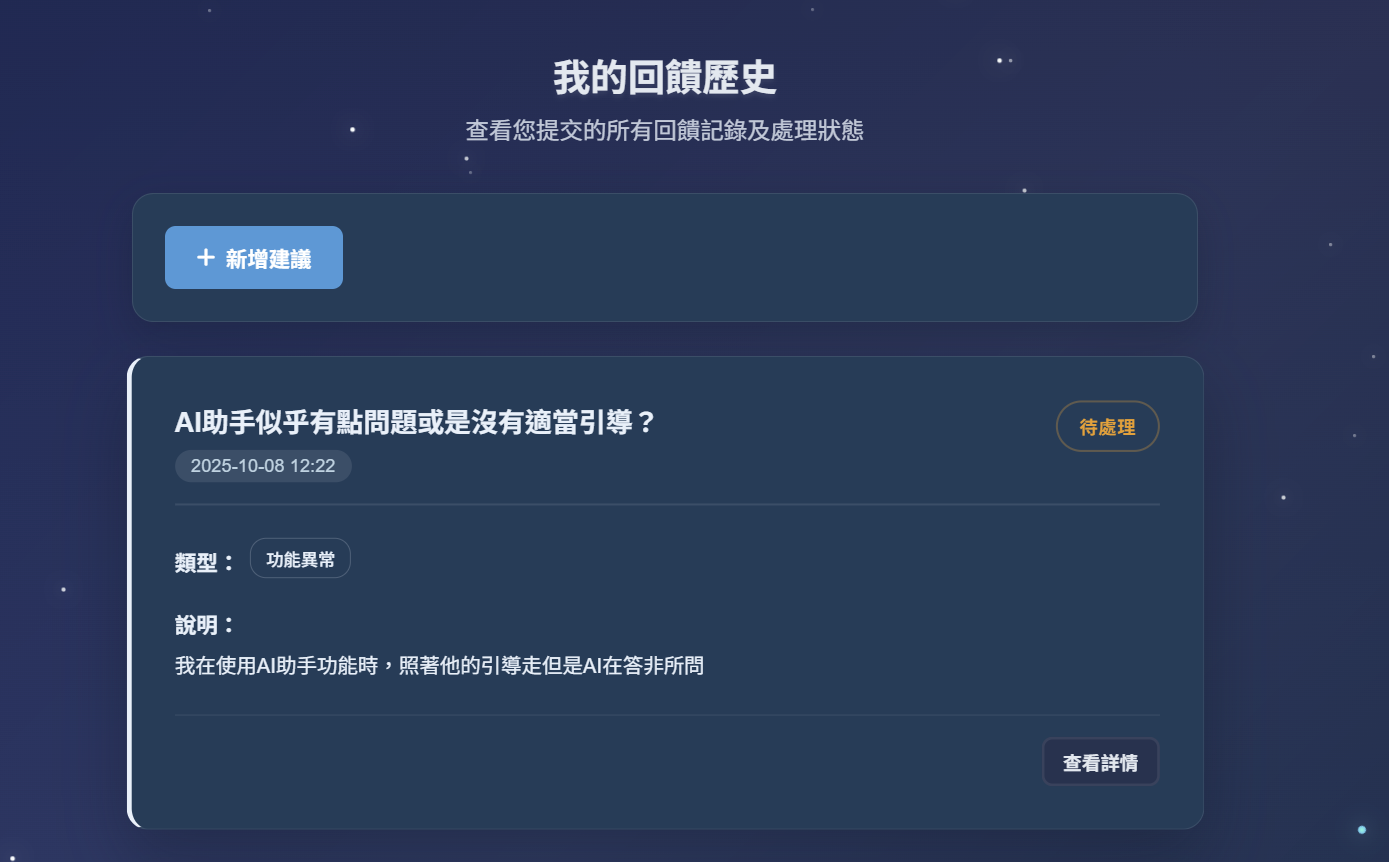 我的回饋歷史
查看您提交的所有回饋記錄及處理狀態
+ 新增建議
AI助手似乎有點問題或是沒有適當引導？
待處理
2025-10-08 12:22
類型： 功能異常
說明：
我在使用AI助手功能時，照著他的引導走但是AI在答非所問
查看詳情